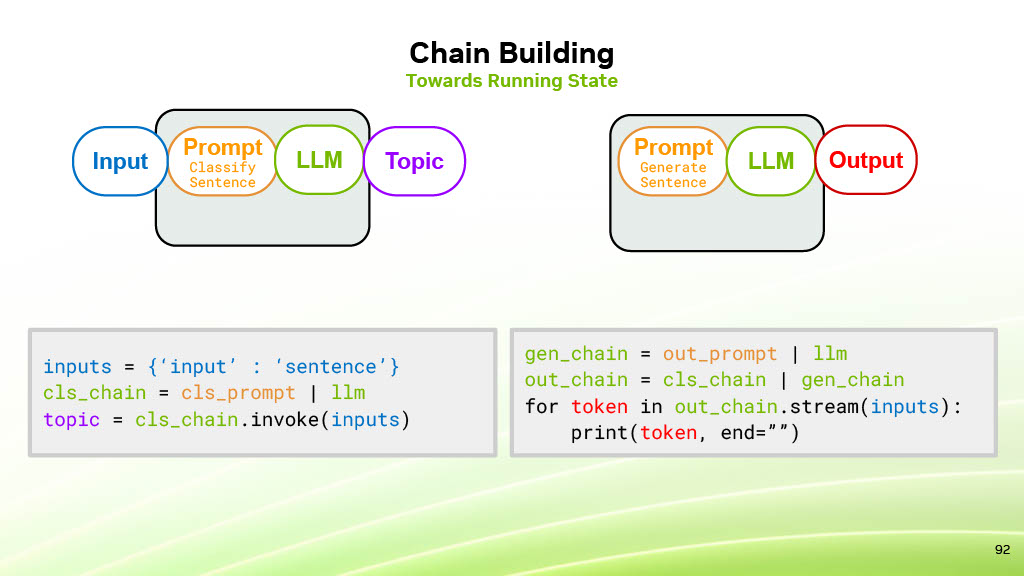 Chain Building
Towards Running State
Input
Prompt
Classify
Sentence
LLM
Topic
Prompt
Generate
Sentence
LLM
Output
inputs = {‘input’ : ‘sentence’}
cls_chain = cls_prompt | llm
topic = cls_chain.invoke(inputs)
gen_chain = out_prompt | llm
out_chain = cls_chain | gen_chain
for token in out_chain.stream(inputs):
    print(token, end=””)
92